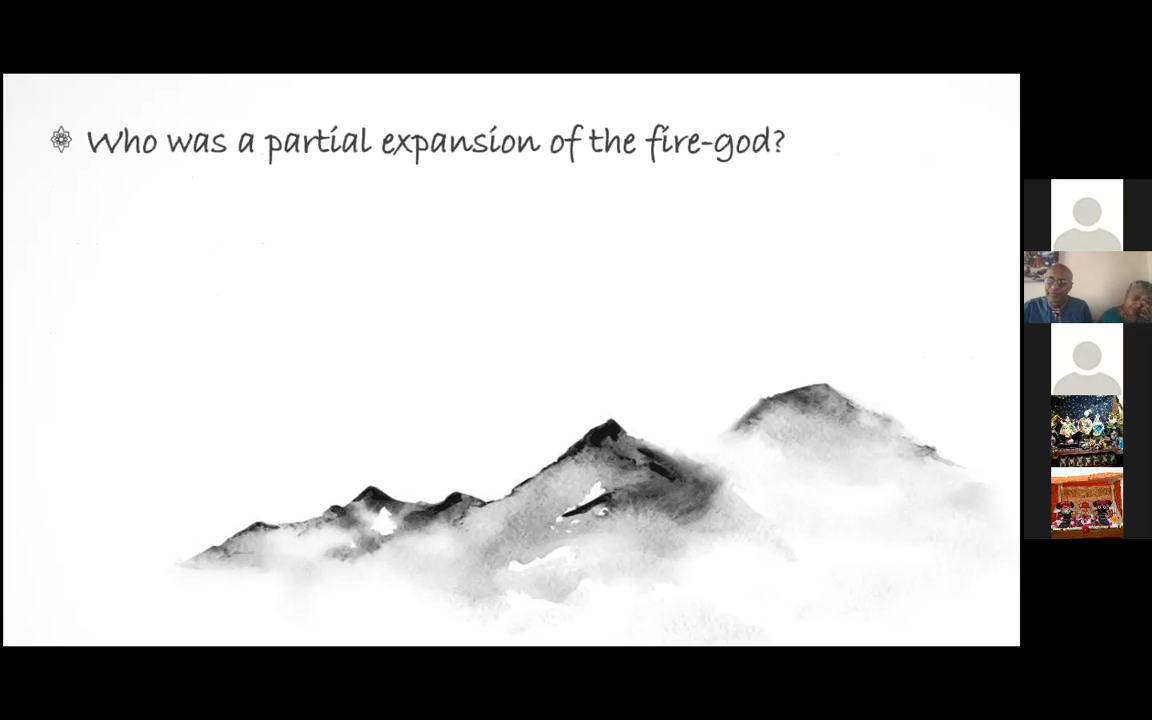 Who was a partial expansion of the fire-god?